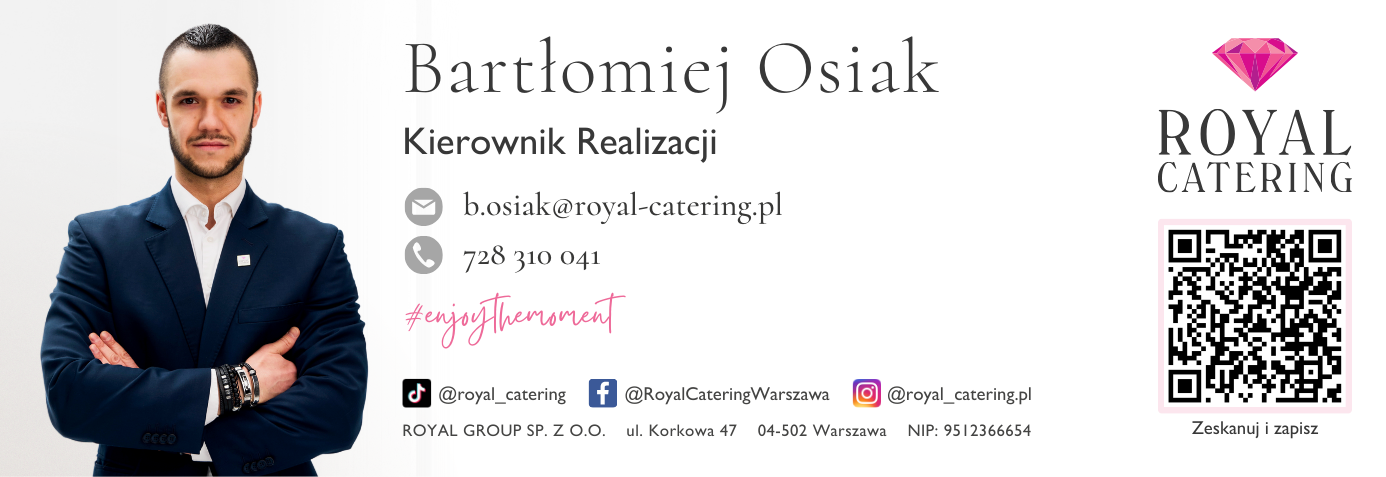 Bartłomiej Osiak
Kierownik Realizacji
b.osiak@royal-catering.pl
728 310 041
#enjoythemoment
@royal_catering @RoyalCateringWarszawa @royal_catering.pl
ROYAL GROUP SP. Z O.O. ul. Korkowa 47 04-502 Warszawa NIP: 9512366654
ROYAL
CATERING
Zeskanuj i zapisz